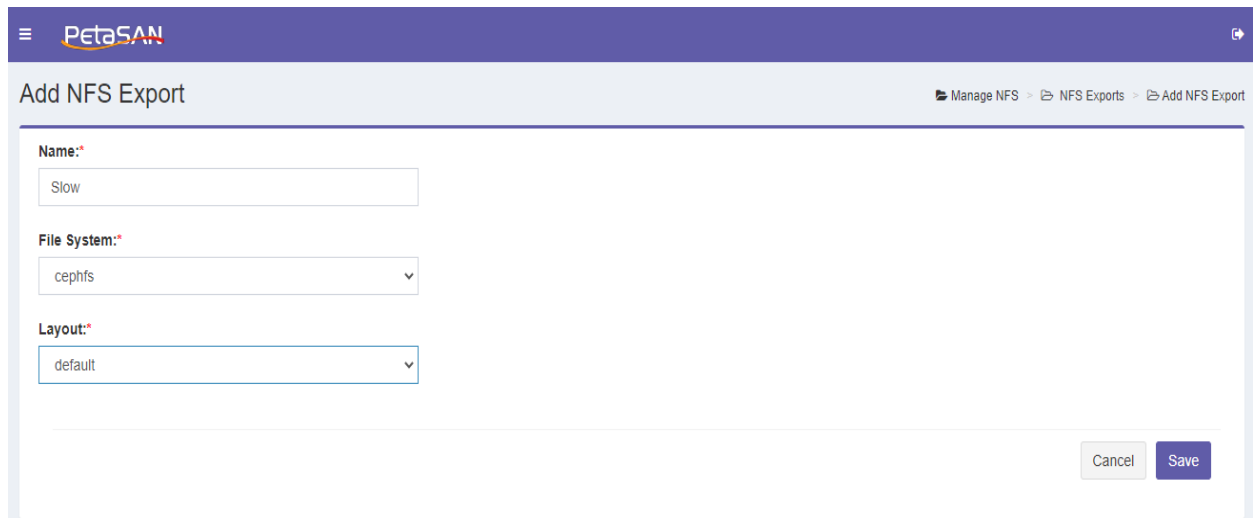 PetaSAN
Add NFS Export
Manage NFS > NFS Exports > Add NFS Export
Name:*
Slow
File System:*
cephfs
Layout:*
default
Cancel Save